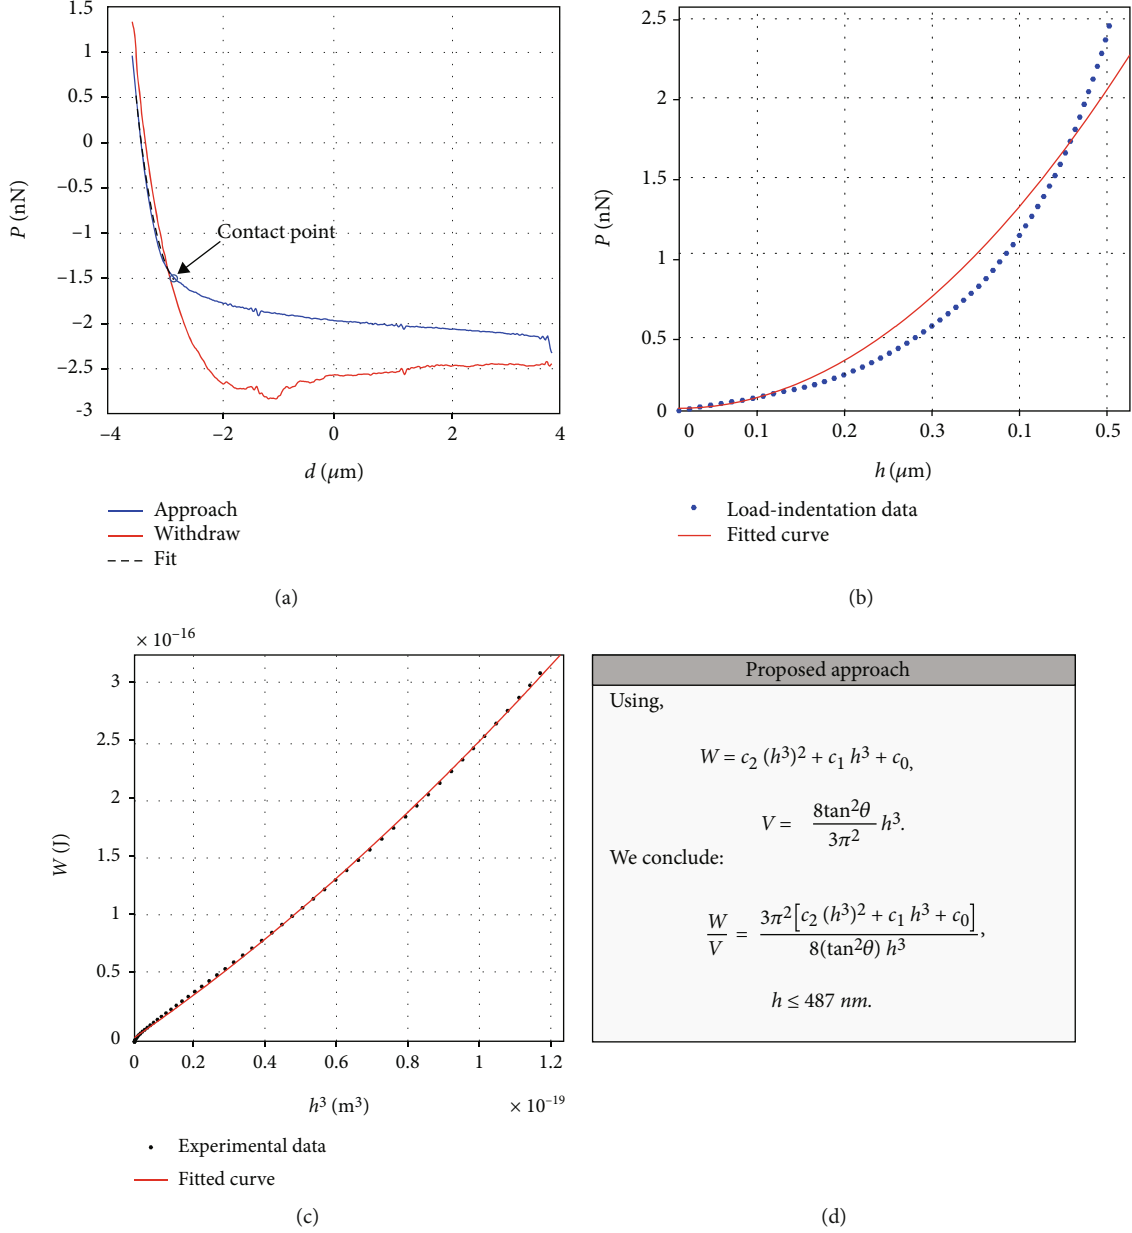 1.5
1
0.5
0
−0.5
−1
−1.5
−2
−2.5
−3
P (nN)
Contact point
−4
−2
0
2
4
d (μm)
Approach
Withdraw
Fit
(a)
2.5
2
1.5
1
0.5
0
P (nN)
0
0.1
0.2
0.3
0.1
0.5
h (μm)
Load-indentation data
Fitted curve
(b)
× 10⁻¹⁶
3
2.5
2
1.5
1
0.5
0
W (J)
0
0.2
0.4
0.6
0.8
1
1.2
h³ (m³)
× 10⁻¹⁹
Experimental data
Fitted curve
(c)
Proposed approach
Using,
W = c₂ (h³)² + c₁ h³ + c₀,
V = 8tan²θ / 3π² h³.
We conclude:
W / V = 3π² [c₂ (h³)² + c₁ h³ + c₀] / 8(tan²θ) h³,
h ≤ 487 nm.
(d)